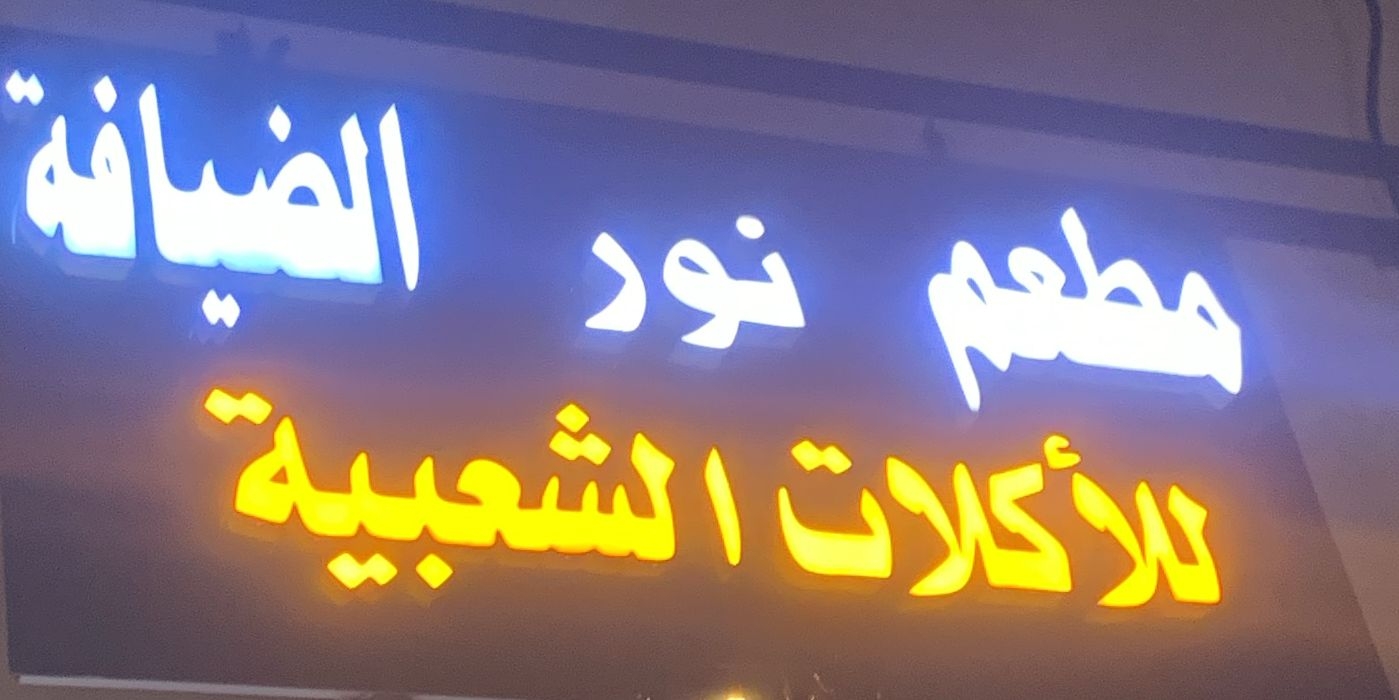 مطعم نور الضيافة
للأكلات الشعبية